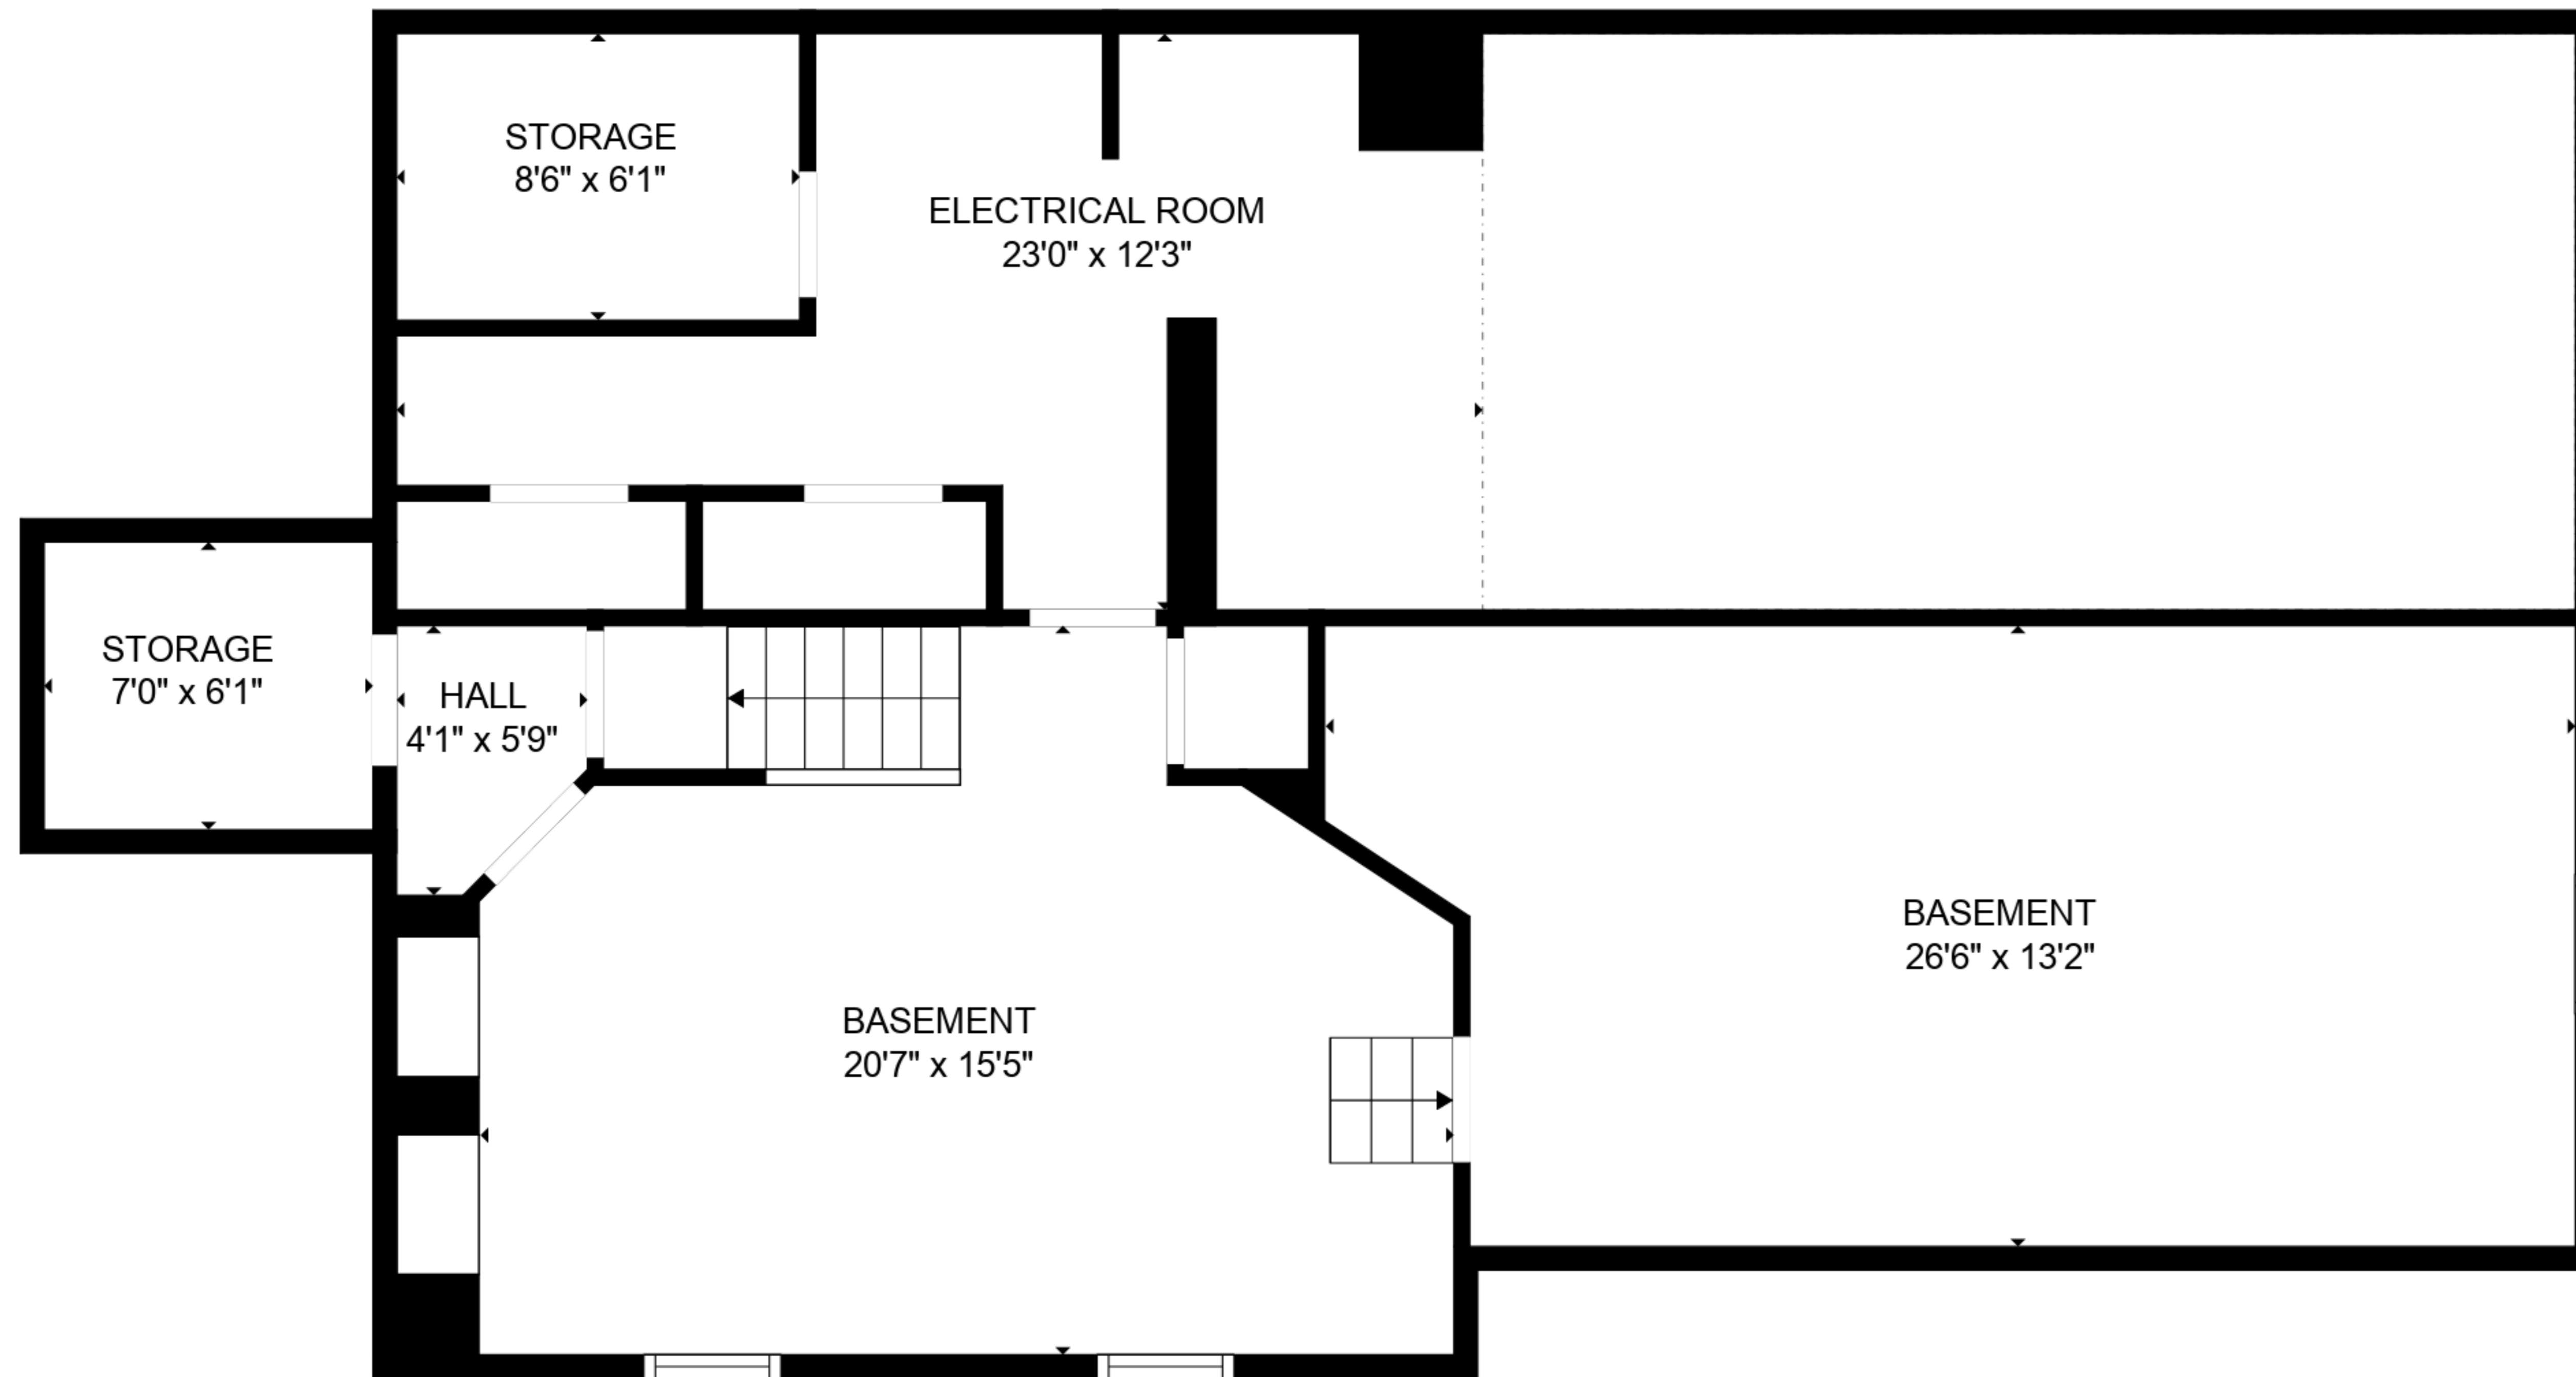 STORAGE
8'6" x 6'1"
ELECTRICAL ROOM
23'0" x 12'3"
STORAGE
7'0" x 6'1"
HALL
4'1" x 5'9"
BASEMENT
26'6" x 13'2"
BASEMENT
20'7" x 15'5"